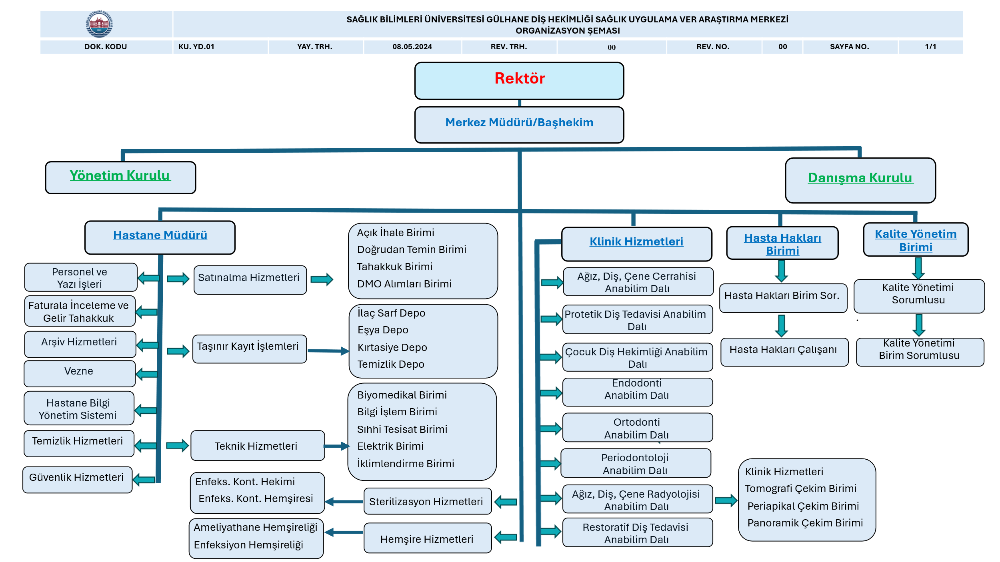 SAĞLIK BİLİMLERİ ÜNİVERSİTESİ GÜLHANE DİŞ HEKİMLİĞİ SAĞLIK UYGULAMA VER ARAŞTIRMA MERKEZİ
ORGANİZASYON ŞEMASI
DOK. KODU
KU. YD.01
YAY. TRH.
08.05.2024
REV. TRH.
00
REV. NO.
00
SAYFA NO.
1/1
Rektör
Merkez Müdürü/Başhekim
Yönetim Kurulu
Danışma Kurulu
Hastane Müdürü
Personel ve
Yazı İşleri
Faturala İnceleme ve
Gelir Tahakkuk
Arşiv Hizmetleri
Vezne
Hastane Bilgi
Yönetim Sistemi
Temizlik Hizmetleri
Güvenlik Hizmetleri
Satınalma Hizmetleri
Açık İhale Birimi
Doğrudan Temin Birimi
Tahakkuk Birimi
DMO Alımları Birimi
Taşınır Kayıt İşlemleri
İlaç Sarf Depo
Eşya Depo
Kırtasiye Depo
Temizlik Depo
Teknik Hizmetleri
Biyomedikal Birimi
Bilgi İşlem Birimi
Sıhhi Tesisat Birimi
Elektrik Birimi
İklimlendirme Birimi
Sterilizasyon Hizmetleri
Enfeks. Kont. Hekimi
Enfeks. Kont. Hemşiresi
Hemşire Hizmetleri
Ameliyathane Hemşireliği
Enfeksiyon Hemşireliği
Klinik Hizmetleri
Ağız, Diş, Çene Cerrahisi
Anabilim Dalı
Protetik Diş Tedavisi Anabilim
Dalı
Çocuk Diş Hekimliği Anabilim
Dalı
Endodonti
Anabilim Dalı
Ortodonti
Anabilim Dalı
Periodontoloji
Anabilim Dalı
Ağız, Diş, Çene Radyolojisi
Anabilim Dalı
Restoratif Diş Tedavisi
Anabilim Dalı
Klinik Hizmetleri
Tomografi Çekim Birimi
Periapikal Çekim Birimi
Panoramik Çekim Birimi
Hasta Hakları
Birimi
Hasta Hakları Birim Sor.
Hasta Hakları Çalışanı
Kalite Yönetim
Birimi
Kalite Yönetimi
Sorumlusu
.
Kalite Yönetimi
Birim Sorumlusu